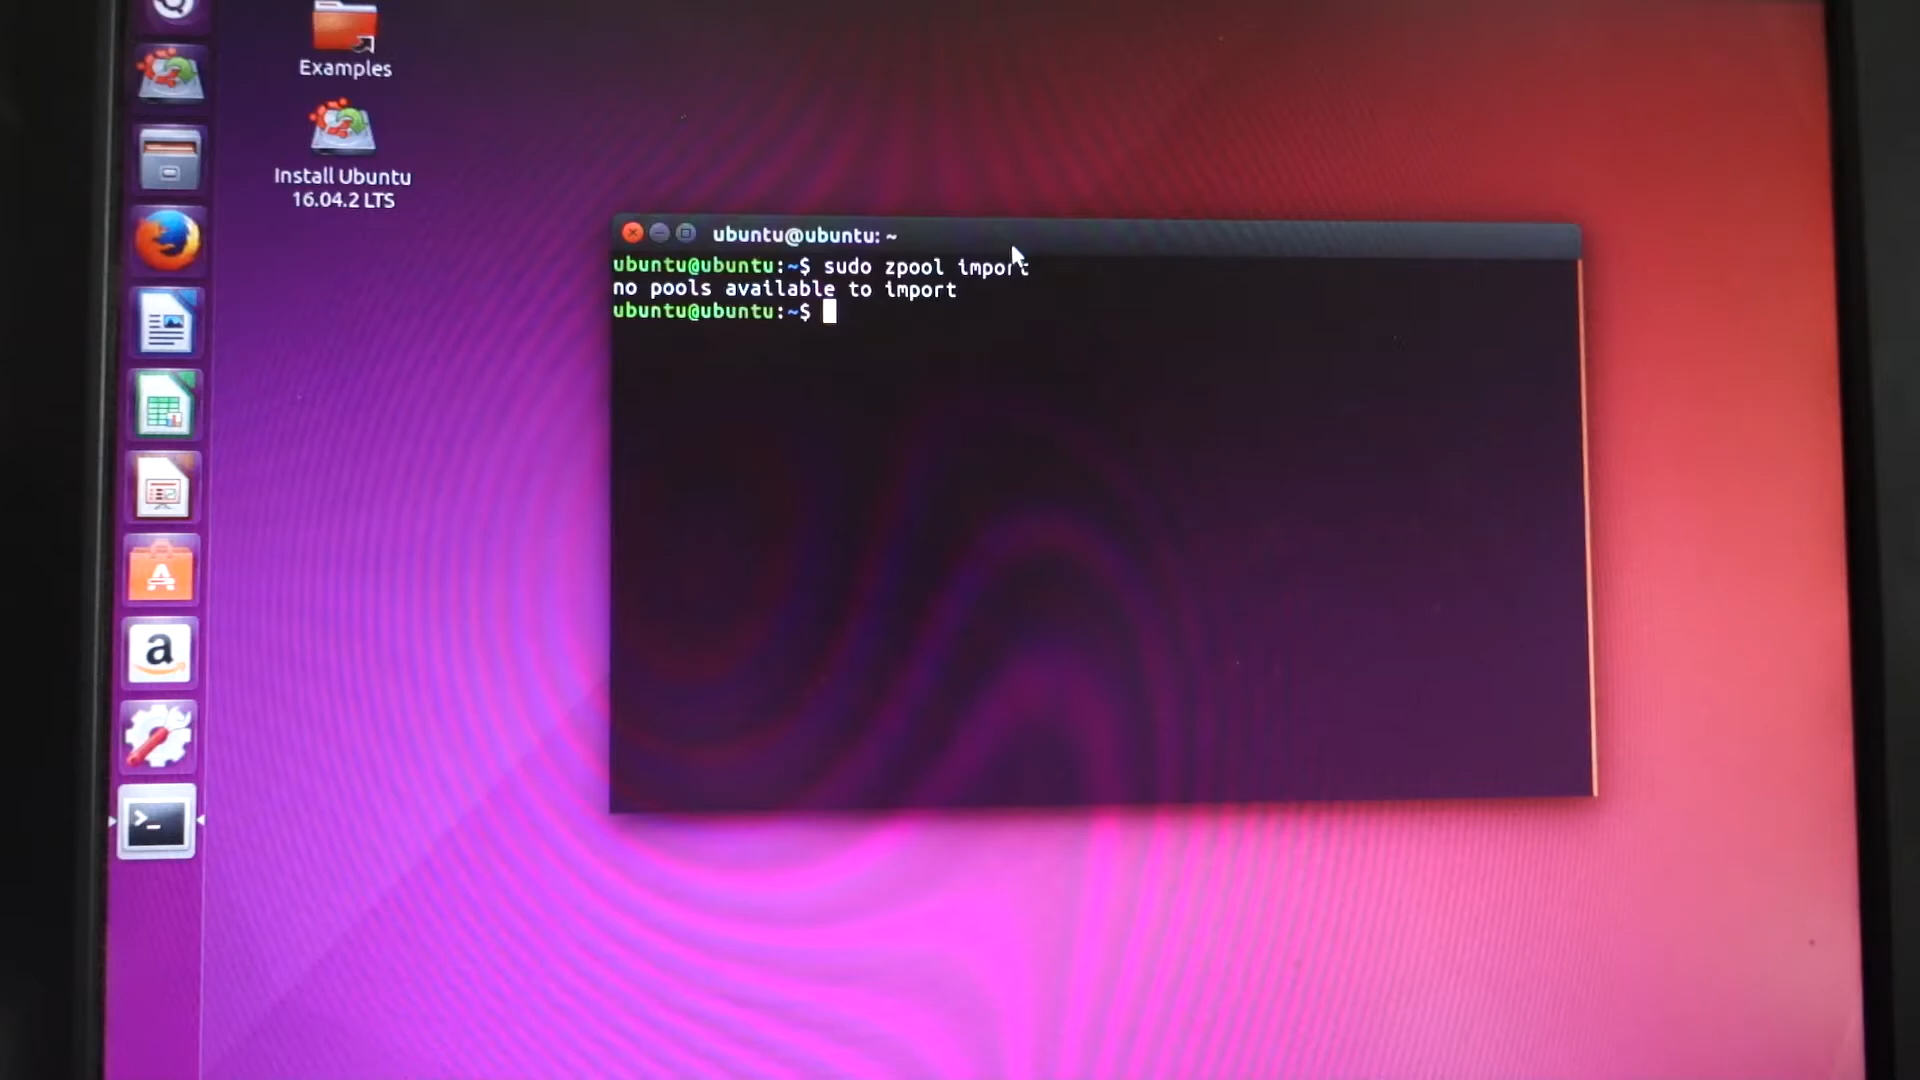 Examples
Install Ubuntu
16.04.2 LTS
ubuntu@ubuntu: ~
ubuntu@ubuntu:~$ sudo zpool import
no pools available to import
ubuntu@ubuntu:~$
A
a
>_